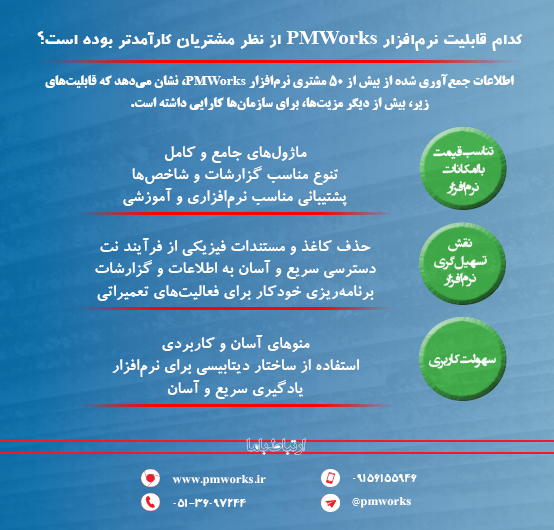 کدام قابلیت نرم‌افزار PMWorks از نظر مشتریان کارآمدتر بوده است؟
اطلاعات جمع‌آوری شده از بیش از ۵۰ مشتری نرم‌افزار PMWorks، نشان می‌دهد که قابلیت‌های
زیر، بیش از دیگر مزیت‌ها، برای سازمان‌ها کارایی داشته است.
تناسب قیمت
با امکانات
نرم‌افزار
ماژول‌های جامع و کامل
تنوع مناسب گزارشات و شاخص‌ها
پشتیبانی مناسب نرم‌افزاری و آموزشی
نقش
تسهیل‌گری
نرم‌افزار
حذف کاغذ و مستندات فیزیکی از فرآیند نت
دسترسی سریع و آسان به اطلاعات و گزارشات
برنامه‌ریزی خودکار برای فعالیت‌های تعمیراتی
سهولت کاربری
منوهای آسان و کاربردی
استفاده از ساختار دیتابیسی برای نرم‌افزار
یادگیری سریع و آسان
ارتباط با ما
۰۹۱۵۶۱۵۵۹۴۶
www.pmworks.ir
@pmworks
۰۵۱-۳۶۰۹۷۲۴۴